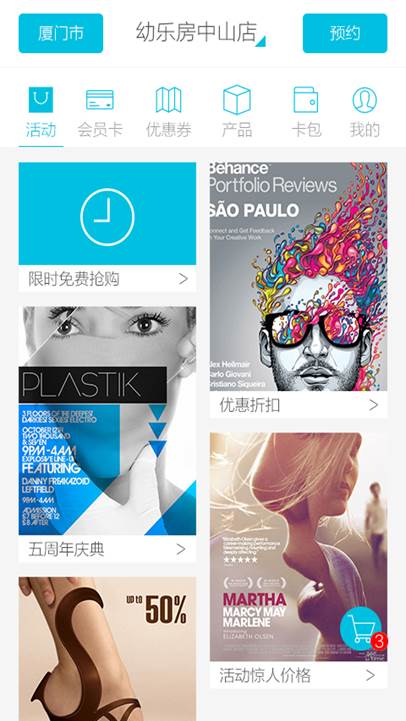 厦门市
幼乐房中山店
预约
活动
会员卡
优惠券
产品
卡包
我的
限时免费抢购
Behance
Portfolio Reviews
SÃO PAULO
Connect and Get Feedback
on Your Creative Work
Alex Hellmair
Carlo Giovani
Cristiano Siqueira
优惠折扣
PLASTIK
3 FLOORS OF THE DEEPEST
DARKEST SEXIEST ELECTRO
OCTOBER 12TH
TWO THOUSAND
& SEVEN
9PM-4AM
EXPLOSIVE LINE-UP
FEATURING
DANNY FREAKAZOID
LEFTFIELD
9PM-4AM
ADMISSION
£7 BEFORE 12
£8 AFTER
五周年庆典
MARTHA
MARCY MAY
MARLENE
Introducing
ELIZABETH OLSEN
3
活动惊人价格
up to 50%